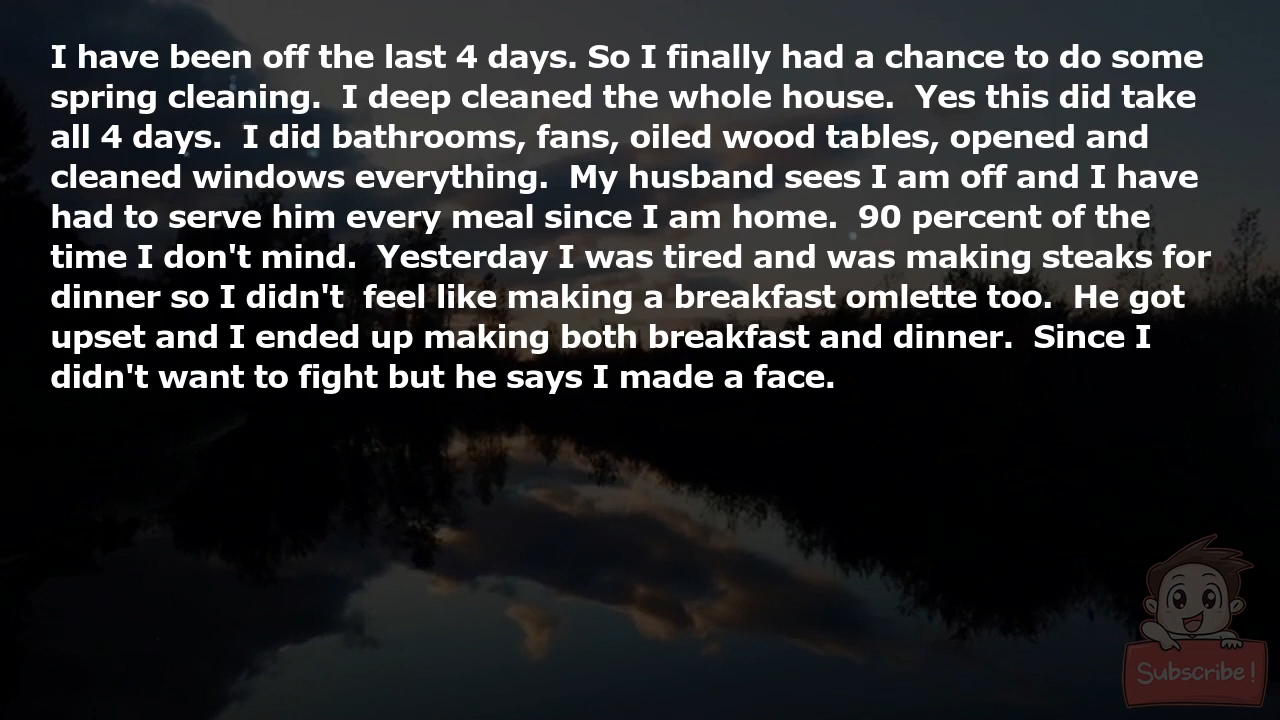 I have been off the last 4 days. So I finally had a chance to do some
spring cleaning.  I deep cleaned the whole house.  Yes this did take
all 4 days.  I did bathrooms, fans, oiled wood tables, opened and
cleaned windows everything.  My husband sees I am off and I have
had to serve him every meal since I am home.  90 percent of the
time I don't mind.  Yesterday I was tired and was making steaks for
dinner so I didn't  feel like making a breakfast omlette too.  He got
upset and I ended up making both breakfast and dinner.  Since I
didn't want to fight but he says I made a face.
Subscribe!